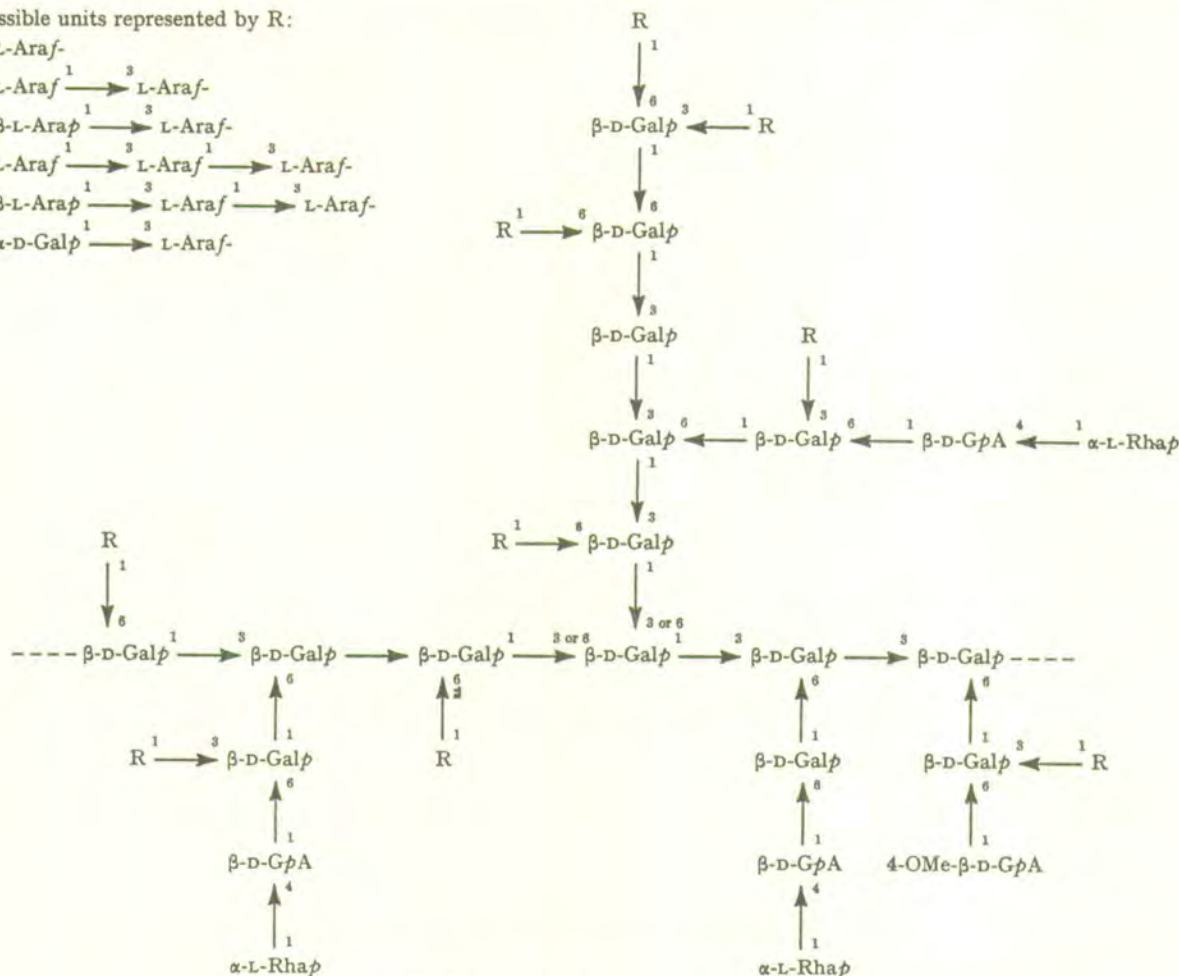 ssible units represented by R:
L-Araf-
L-Araf 1 3 L-Araf-
β-L-Arap 1 3 L-Araf-
L-Araf 1 3 L-Araf 1 3 L-Araf-
β-L-Arap 1 3 L-Araf 1 3 L-Araf-
α-D-Galp 1 3 L-Araf-
R
1
6
β-D-Galp 3 1 R
1
6
R 1 6 β-D-Galp
1
3
β-D-Galp
R
1
1
3
3
β-D-Galp 6 1 β-D-Galp 6 1 β-D-GpA 4 1 α-L-Rhap
1
3
R 1 6 β-D-Galp
1
R
1
6
3 or 6
β-D-Galp 1 3 β-D-Galp β-D-Galp 1 3 or 6 β-D-Galp 1 3 β-D-Galp 3 β-D-Galp
6 6 6 6
1 1 1 1
R 1 3 β-D-Galp R β-D-Galp β-D-Galp 3 1 R
6 6 6
1 1 1
β-D-GpA β-D-GpA 4-OMe-β-D-GpA
4 4
1 1
α-L-Rhap α-L-Rhap